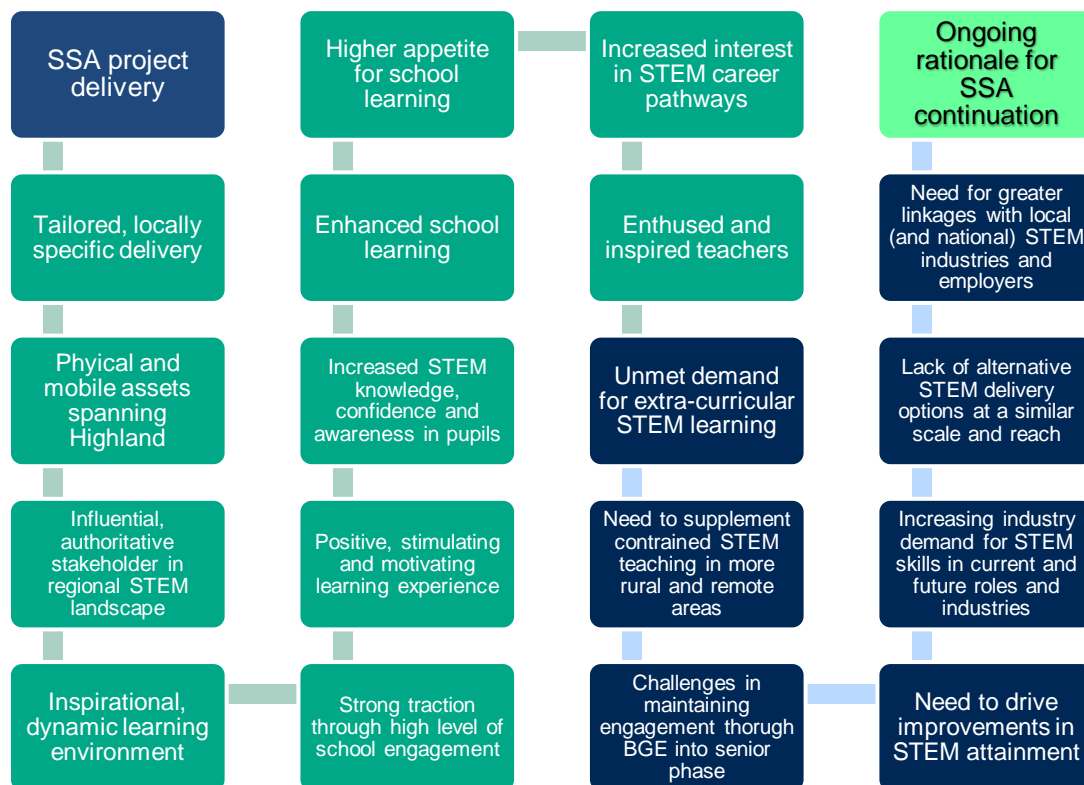 SSA project
delivery
Tailored, locally
specific delivery
Phyical and
mobile assets
spanning
Highland
Influential,
authoritative
stakeholder in
regional STEM
landscape
Inspirational,
dynamic learning
environment
Strong traction
through high level of
school engagement
Positive, stimulating
and motivating
learning experience
Increased STEM
knowledge,
confidence and
awareness in pupils
Enhanced school
learning
Higher appetite
for school
learning
Increased interest
in STEM career
pathways
Enthused and
inspired teachers
Unmet demand
for extra-curricular
STEM learning
Need to supplement
contrained STEM
teaching in more
rural and remote
areas
Challenges in
maintaining
engagement thorugh
BGE into senior
phase
Need to drive
improvements in
STEM attainment
Increasing industry
demand for STEM
skills in current and
future roles and
industries
Lack of alternative
STEM delivery
options at a similar
scale and reach
Need for greater
linkages with local
(and national) STEM
industries and
employers
Ongoing
rationale for
SSA
continuation